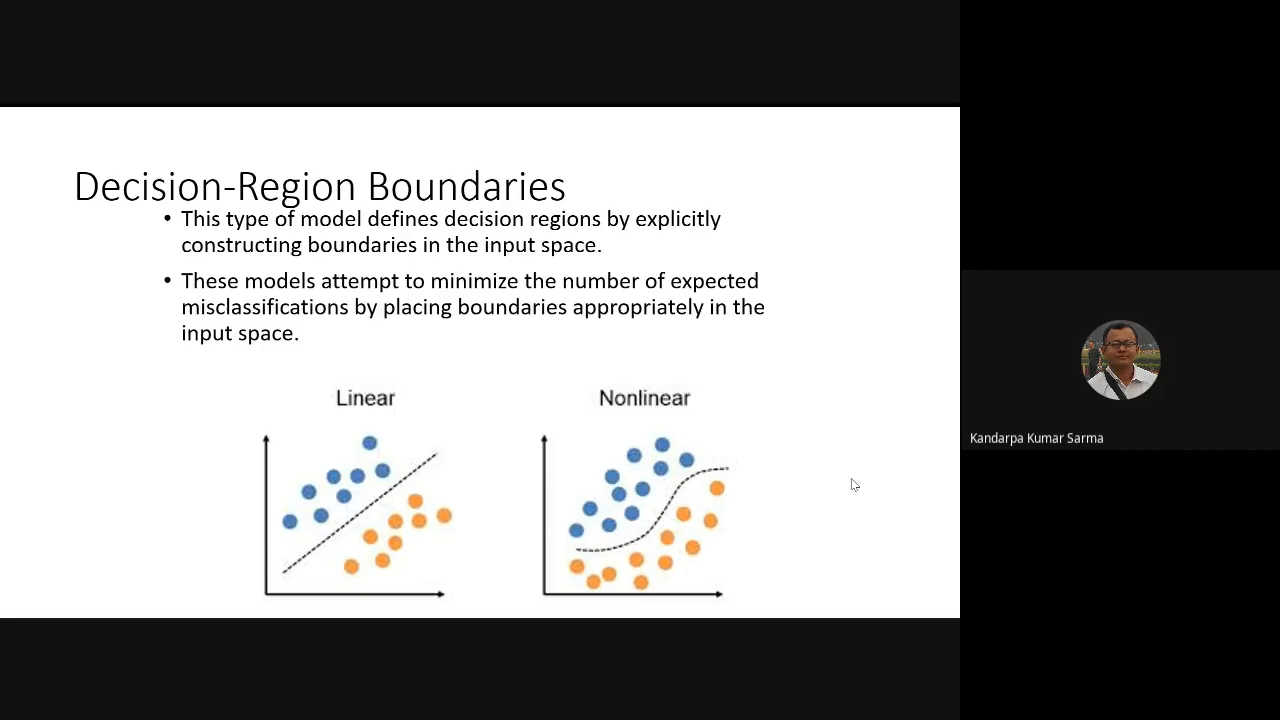 Decision-Region Boundaries
• This type of model defines decision regions by explicitly
constructing boundaries in the input space.
• These models attempt to minimize the number of expected
misclassifications by placing boundaries appropriately in the
input space.
Linear
Nonlinear
Kandarpa Kumar Sarma